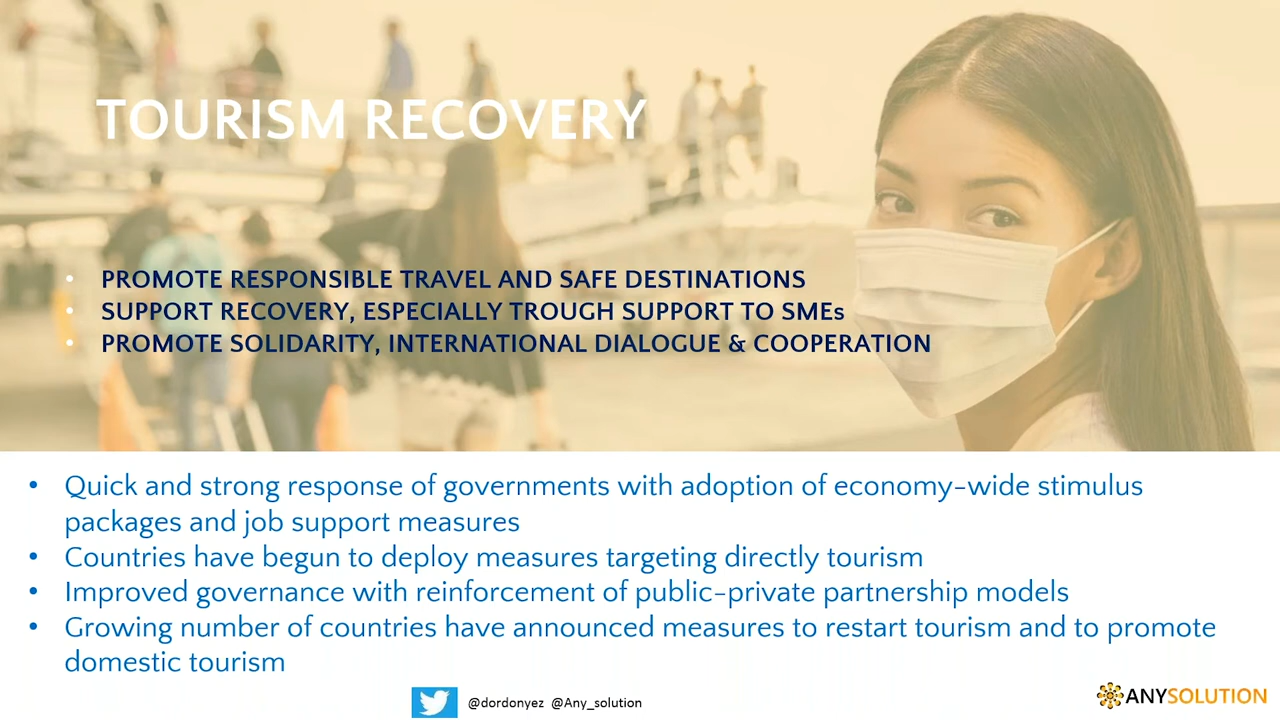 TOURISM RECOVERY
• PROMOTE RESPONSIBLE TRAVEL AND SAFE DESTINATIONS
• SUPPORT RECOVERY, ESPECIALLY TROUGH SUPPORT TO SMEs
• PROMOTE SOLIDARITY, INTERNATIONAL DIALOGUE & COOPERATION
• Quick and strong response of governments with adoption of economy-wide stimulus
packages and job support measures
• Countries have begun to deploy measures targeting directly tourism
• Improved governance with reinforcement of public-private partnership models
• Growing number of countries have announced measures to restart tourism and to promote
domestic tourism
@dordonyez @Any_solution
ANYSOLUTION